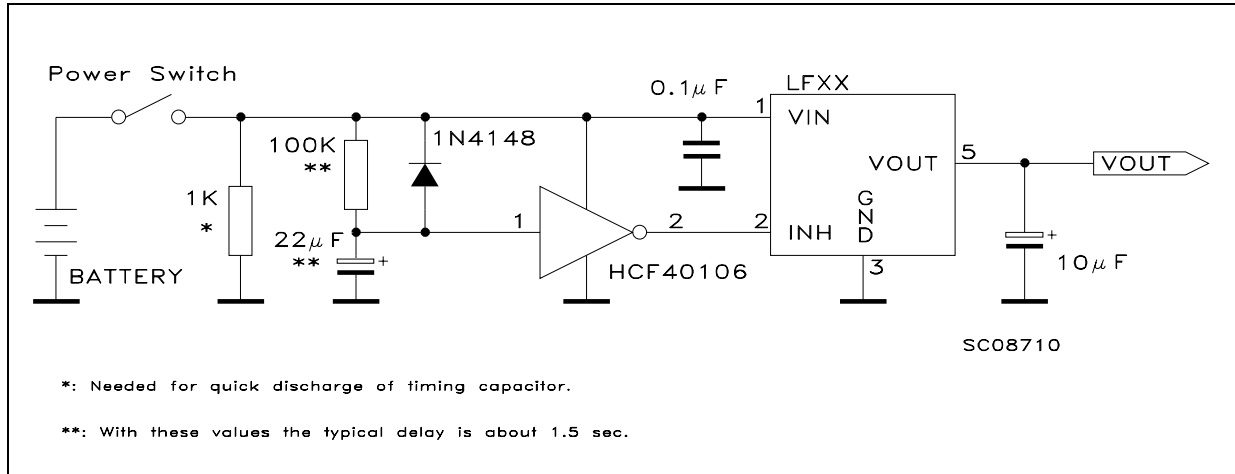 Power Switch
0.1μF
LFXX
1
VIN
1N4148
100K
**
VOUT
5
VOUT
1K
*
GND
1
2
2
INH
22μF
**
+
+
BATTERY
HCF40106
3
10μF
SC08710
*: Needed for quick discharge of timing capacitor.
**: With these values the typical delay is about 1.5 sec.